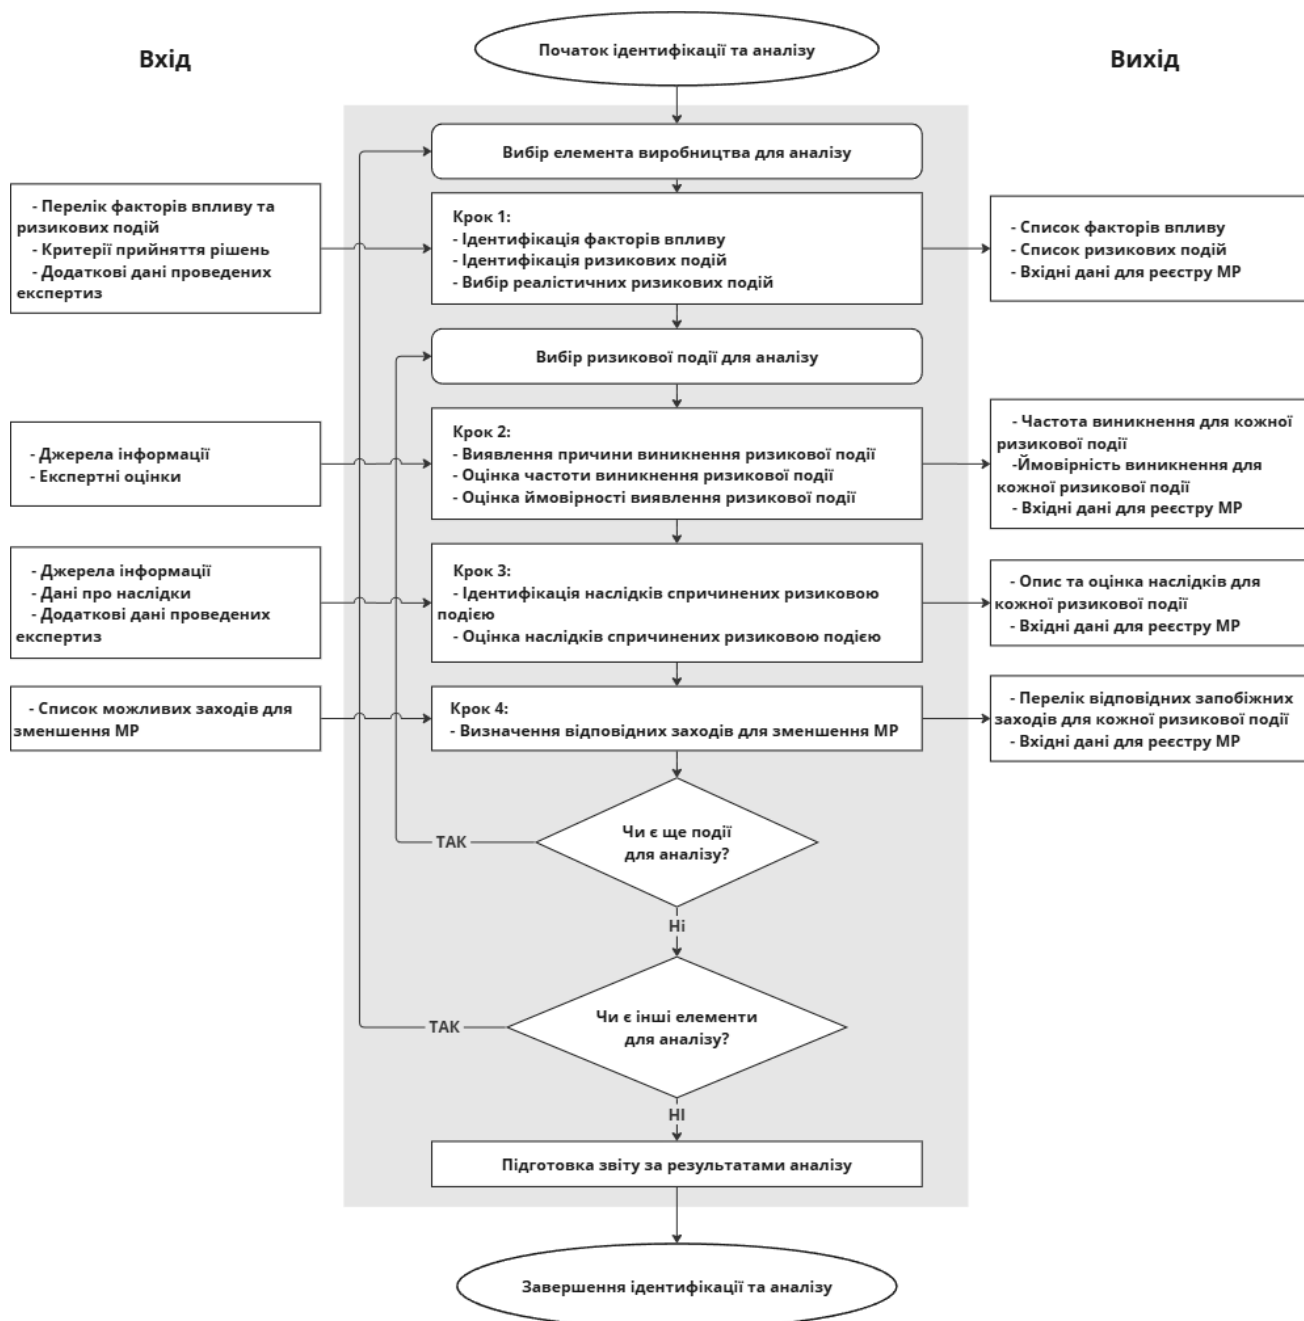 Початок ідентифікації та аналізу
Вхід
Вихід
Вибір елемента виробництва для аналізу
- Перелік факторів впливу та
ризикових подій
- Критерії прийняття рішень
- Додаткові дані проведених
експертиз
Крок 1:
- Ідентифікація факторів впливу
- Ідентифікація ризикових подій
- Вибір реалістичних ризикових подій
- Список факторів впливу
- Список ризикових подій
- Вхідні дані для реєстру МР
Вибір ризикової події для аналізу
- Джерела інформації
- Експертні оцінки
Крок 2:
- Виявлення причини виникнення ризикової події
- Оцінка частоти виникнення ризикової події
- Оцінка ймовірності виявлення ризикової події
- Частота виникнення для кожної
ризикової події
-Ймовірність виникнення для
кожної ризикової події
- Вхідні дані для реєстру МР
- Джерела інформації
- Дані про наслідки
- Додаткові дані проведених
експертиз
Крок 3:
- Ідентифікація наслідків спричинених ризиковою
подією
- Оцінка наслідків спричинених ризиковою подією
- Опис та оцінка наслідків для
кожної ризикової події
- Вхідні дані для реєстру МР
- Список можливих заходів для
зменшення МР
Крок 4:
- Визначення відповідних заходів для зменшення МР
- Перелік відповідних запобіжних
заходів для кожної ризикової події
- Вхідні дані для реєстру МР
Чи є ще події
для аналізу?
ТАК
Ні
Чи є інші елементи
для аналізу?
ТАК
НІ
Підготовка звіту за результатами аналізу
Завершення ідентифікації та аналізу